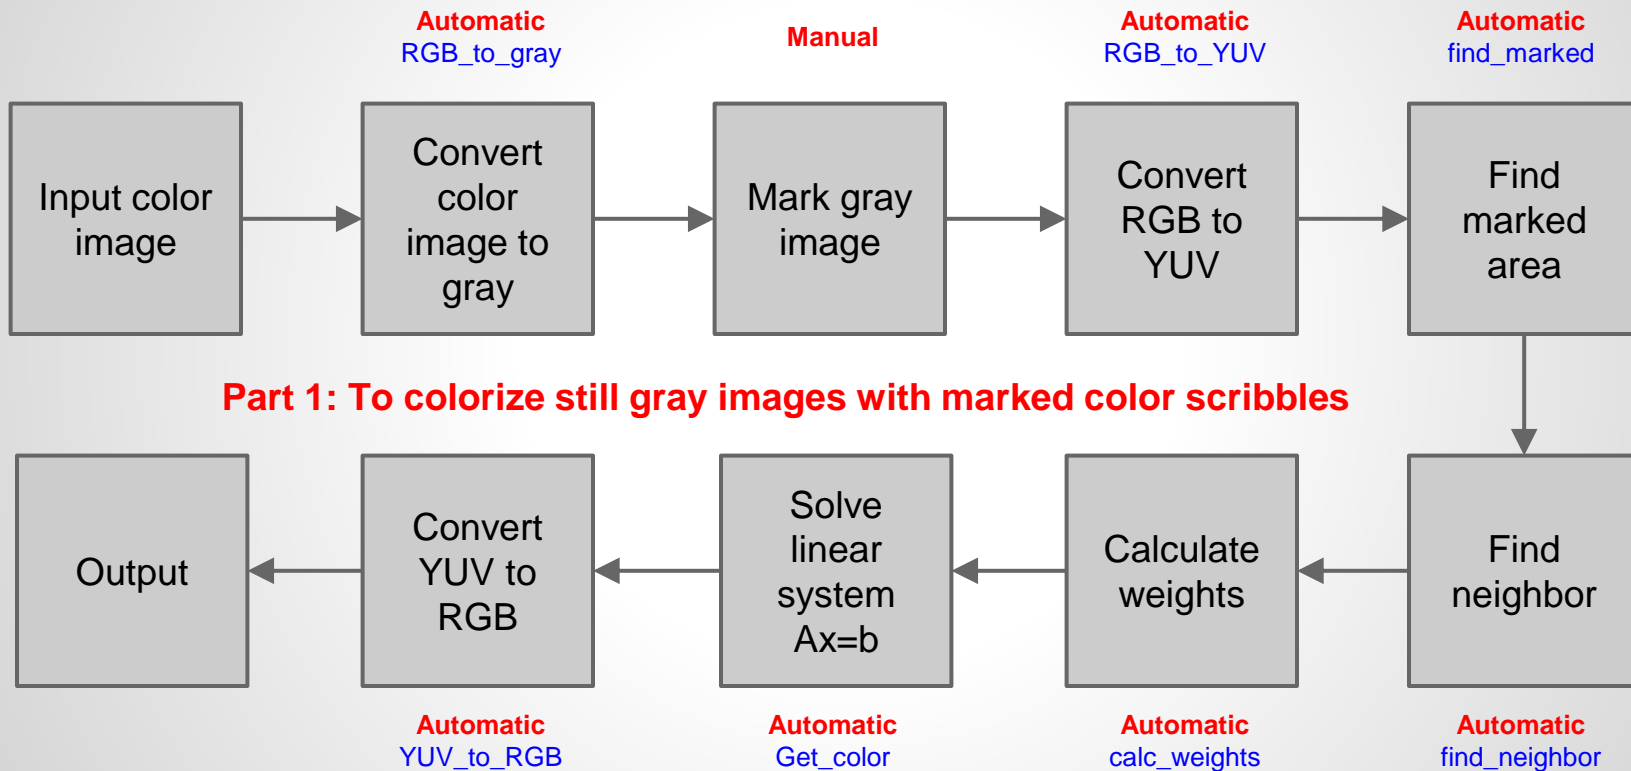 Automatic
RGB_to_gray
Manual
Automatic
RGB_to_YUV
Automatic
find_marked
Input color
image
Convert
color
image to
gray
Mark gray
image
Convert
RGB to
YUV
Find
marked
area
Part 1: To colorize still gray images with marked color scribbles
Output
Convert
YUV to
RGB
Solve
linear
system
Ax=b
Calculate
weights
Find
neighbor
Automatic
YUV_to_RGB
Automatic
Get_color
Automatic
calc_weights
Automatic
find_neighbor